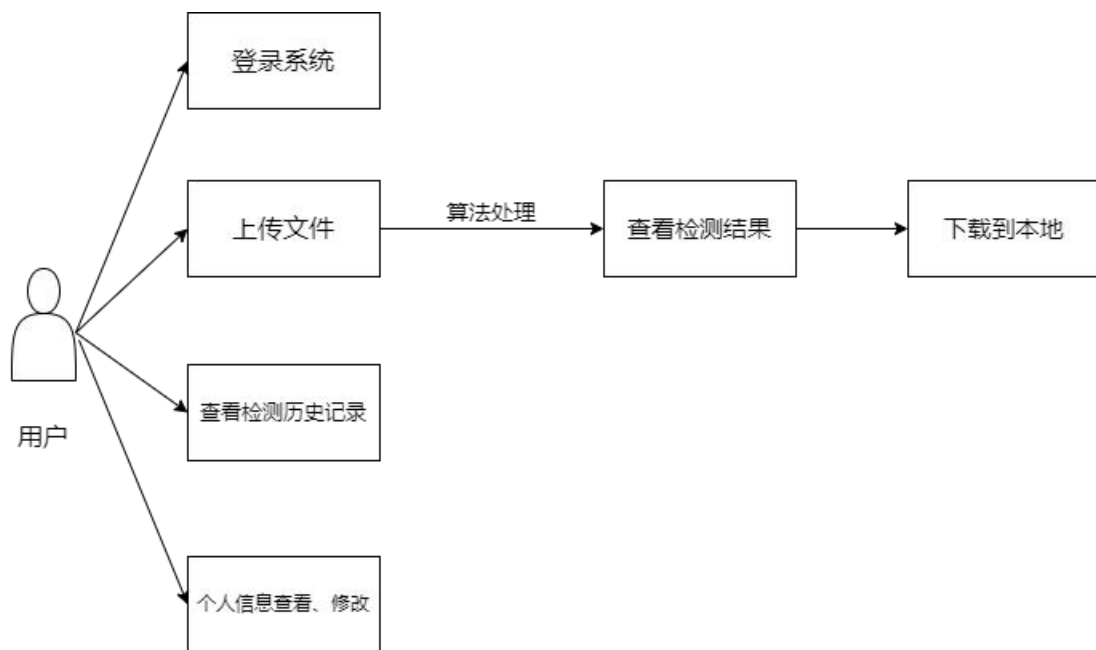 登录系统
上传文件
算法处理
查看检测结果
下载到本地
查看检测历史记录
用户
个人信息查看、修改